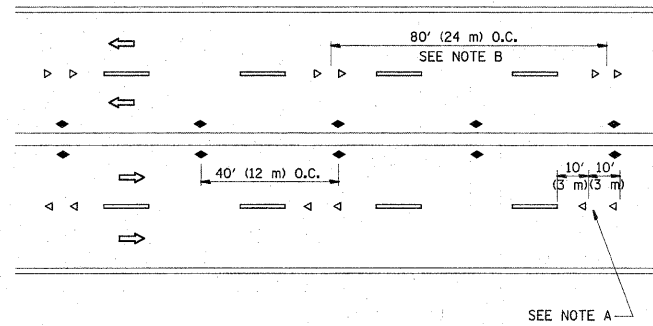 80' (24 m) O.C.
SEE NOTE B
40' (12 m) O.C.
10' 10'
(3 m) (3 m)
SEE NOTE A